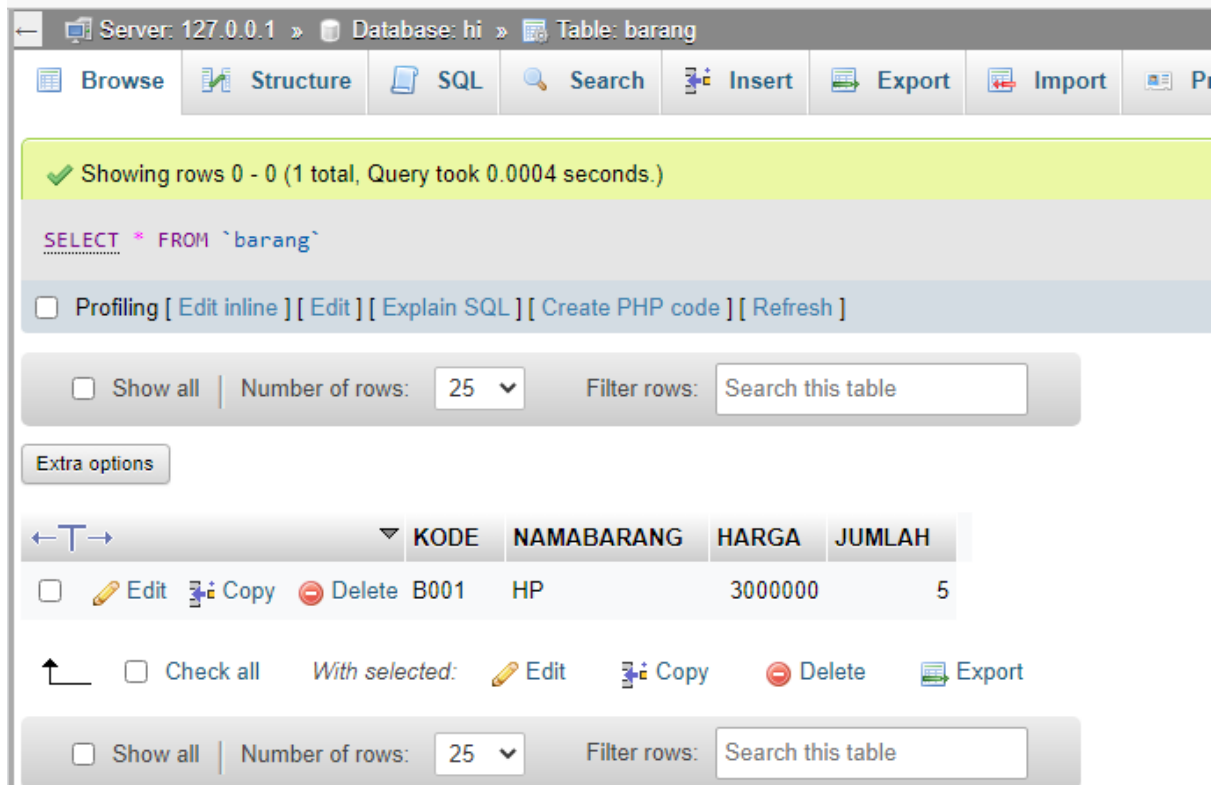 ← Server: 127.0.0.1 » Database: hi » Table: barang
Browse Structure SQL Search Insert Export Import Pr
Showing rows 0 - 0 (1 total, Query took 0.0004 seconds.)
SELECT * FROM `barang`
Profiling [ Edit inline ] [ Edit ] [ Explain SQL ] [ Create PHP code ] [ Refresh ]
Show all | Number of rows: 25 Filter rows: Search this table
Extra options
←T→ KODE NAMABARANG HARGA JUMLAH
Edit Copy Delete B001 HP 3000000 5
Check all With selected: Edit Copy Delete Export
Show all | Number of rows: 25 Filter rows: Search this table